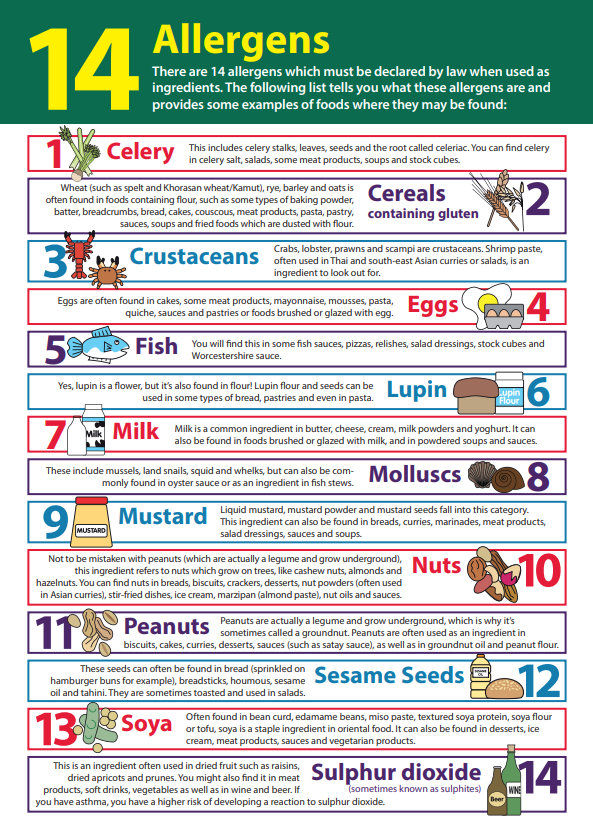 14
Allergens
There are 14 allergens which must be declared by law when used as
ingredients. The following list tells you what these allergens are and
provides some examples of foods where they may be found:
1
Celery
This includes celery stalks, leaves, seeds and the root called celeriac. You can find celery
in celery salt, salads, some meat products, soups and stock cubes.
Wheat (such as spelt and Khorasan wheat/Kamut), rye, barley and oats is
often found in foods containing flour, such as some types of baking powder,
batter, breadcrumbs, bread, cakes, couscous, meat products, pasta, pastry,
sauces, soups and fried foods which are dusted with flour.
Cereals
containing gluten
2
3
Crustaceans
Crabs, lobster, prawns and scampi are crustaceans. Shrimp paste,
often used in Thai and south-east Asian curries or salads, is an
ingredient to look out for.
Eggs are often found in cakes, some meat products, mayonnaise, mousses, pasta,
quiche, sauces and pastries or foods brushed or glazed with egg.
Eggs
4
5
Fish
You will find this in some fish sauces, pizzas, relishes, salad dressings, stock cubes and
Worcestershire sauce.
Yes, lupin is a flower, but it's also found in flour! Lupin flour and seeds can be
used in some types of bread, pastries and even in pasta.
Lupin
Lupin
Flour
6
7
Milk
Milk
Milk is a common ingredient in butter, cheese, cream, milk powders and yoghurt. It can
also be found in foods brushed or glazed with milk, and in powdered soups and sauces.
These include mussels, land snails, squid and whelks, but can also be com-
monly found in oyster sauce or as an ingredient in fish stews.
Molluscs
8
9
MUSTARD
Mustard
Liquid mustard, mustard powder and mustard seeds fall into this category.
This ingredient can also be found in breads, curries, marinades, meat products,
salad dressings, sauces and soups.
Not to be mistaken with peanuts (which are actually a legume and grow underground),
this ingredient refers to nuts which grow on trees, like cashew nuts, almonds and
hazelnuts. You can find nuts in breads, biscuits, crackers, desserts, nut powders (often used
in Asian curries), stir-fried dishes, ice cream, marzipan (almond paste), nut oils and sauces.
Nuts
10
11
Peanuts
Peanuts are actually a legume and grow underground, which is why it's
sometimes called a groundnut. Peanuts are often used as an ingredient in
biscuits, cakes, curries, desserts, sauces (such as satay sauce), as well as in groundnut oil and peanut flour.
These seeds can often be found in bread (sprinkled on
hamburger buns for example), breadsticks, houmous, sesame
oil and tahini. They are sometimes toasted and used in salads.
Sesame Seeds
12
13
Soya
Often found in bean curd, edamame beans, miso paste, textured soya protein, soya flour
or tofu, soya is a staple ingredient in oriental food. It can also be found in desserts, ice
cream, meat products, sauces and vegetarian products.
This is an ingredient often used in dried fruit such as raisins,
dried apricots and prunes. You might also find it in meat
products, soft drinks, vegetables as well as in wine and beer. If
you have asthma, you have a higher risk of developing a reaction to sulphur dioxide.
Sulphur dioxide
(sometimes known as sulphites)
Beer
WINE
14